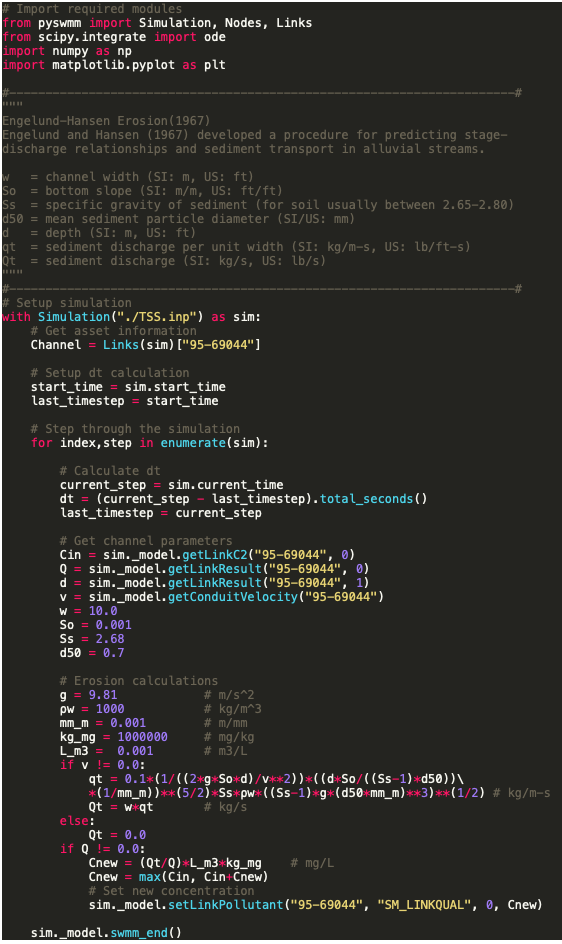 # Import required modules
from pyswmm import Simulation, Nodes, Links
from scipy.integrate import ode
import numpy as np
import matplotlib.pyplot as plt
#----------------------------------------------------------------------#
"""
Engelund-Hansen Erosion(1967)
Engelund and Hansen (1967) developed a procedure for predicting stage-
discharge relationships and sediment transport in alluvial streams.
w   = channel width (SI: m, US: ft)
So  = bottom slope (SI: m/m, US: ft/ft)
Ss  = specific gravity of sediment (for soil usually between 2.65-2.80)
d50 = mean sediment particle diameter (SI/US: mm)
d   = depth (SI: m, US: ft)
qt  = sediment discharge per unit width (SI: kg/m-s, US: lb/ft-s)
Qt  = sediment discharge (SI: kg/s, US: lb/s)
"""
#----------------------------------------------------------------------#
# Setup simulation
with Simulation("./TSS.inp") as sim:
    # Get asset information
    Channel = Links(sim)["95-69044"]
    # Setup dt calculation
    start_time = sim.start_time
    last_timestep = start_time
    # Step through the simulation
    for index,step in enumerate(sim):
        # Calculate dt
        current_step = sim.current_time
        dt = (current_step - last_timestep).total_seconds()
        last_timestep = current_step
        # Get channel parameters
        Cin = sim._model.getLinkC2("95-69044", 0)
        Q = sim._model.getLinkResult("95-69044", 0)
        d = sim._model.getLinkResult("95-69044", 1)
        v = sim._model.getConduitVelocity("95-69044")
        w = 10.0
        So = 0.001
        Ss = 2.68
        d50 = 0.7
        # Erosion calculations
        g = 9.81            # m/s^2
        ρw = 1000           # kg/m^3
        mm_m = 0.001        # m/mm
        kg_mg = 1000000     # mg/kg
        L_m3 =  0.001       # m3/L
        if v != 0.0:
            qt = 0.1*(1/((2*g*So*d)/v**2))*((d*So/((Ss-1)*d50))\
            *(1/mm_m))**(5/2)*Ss*ρw*((Ss-1)*g*(d50*mm_m)**3)**(1/2) # kg/m-s
            Qt = w*qt       # kg/s
        else:
            Qt = 0.0
        if Q != 0.0:
            Cnew = (Qt/Q)*L_m3*kg_mg    # mg/L
            Cnew = max(Cin, Cin+Cnew)
            # Set new concentration
            sim._model.setLinkPollutant("95-69044", "SM_LINKQUAL", 0, Cnew)
    sim._model.swmm_end()